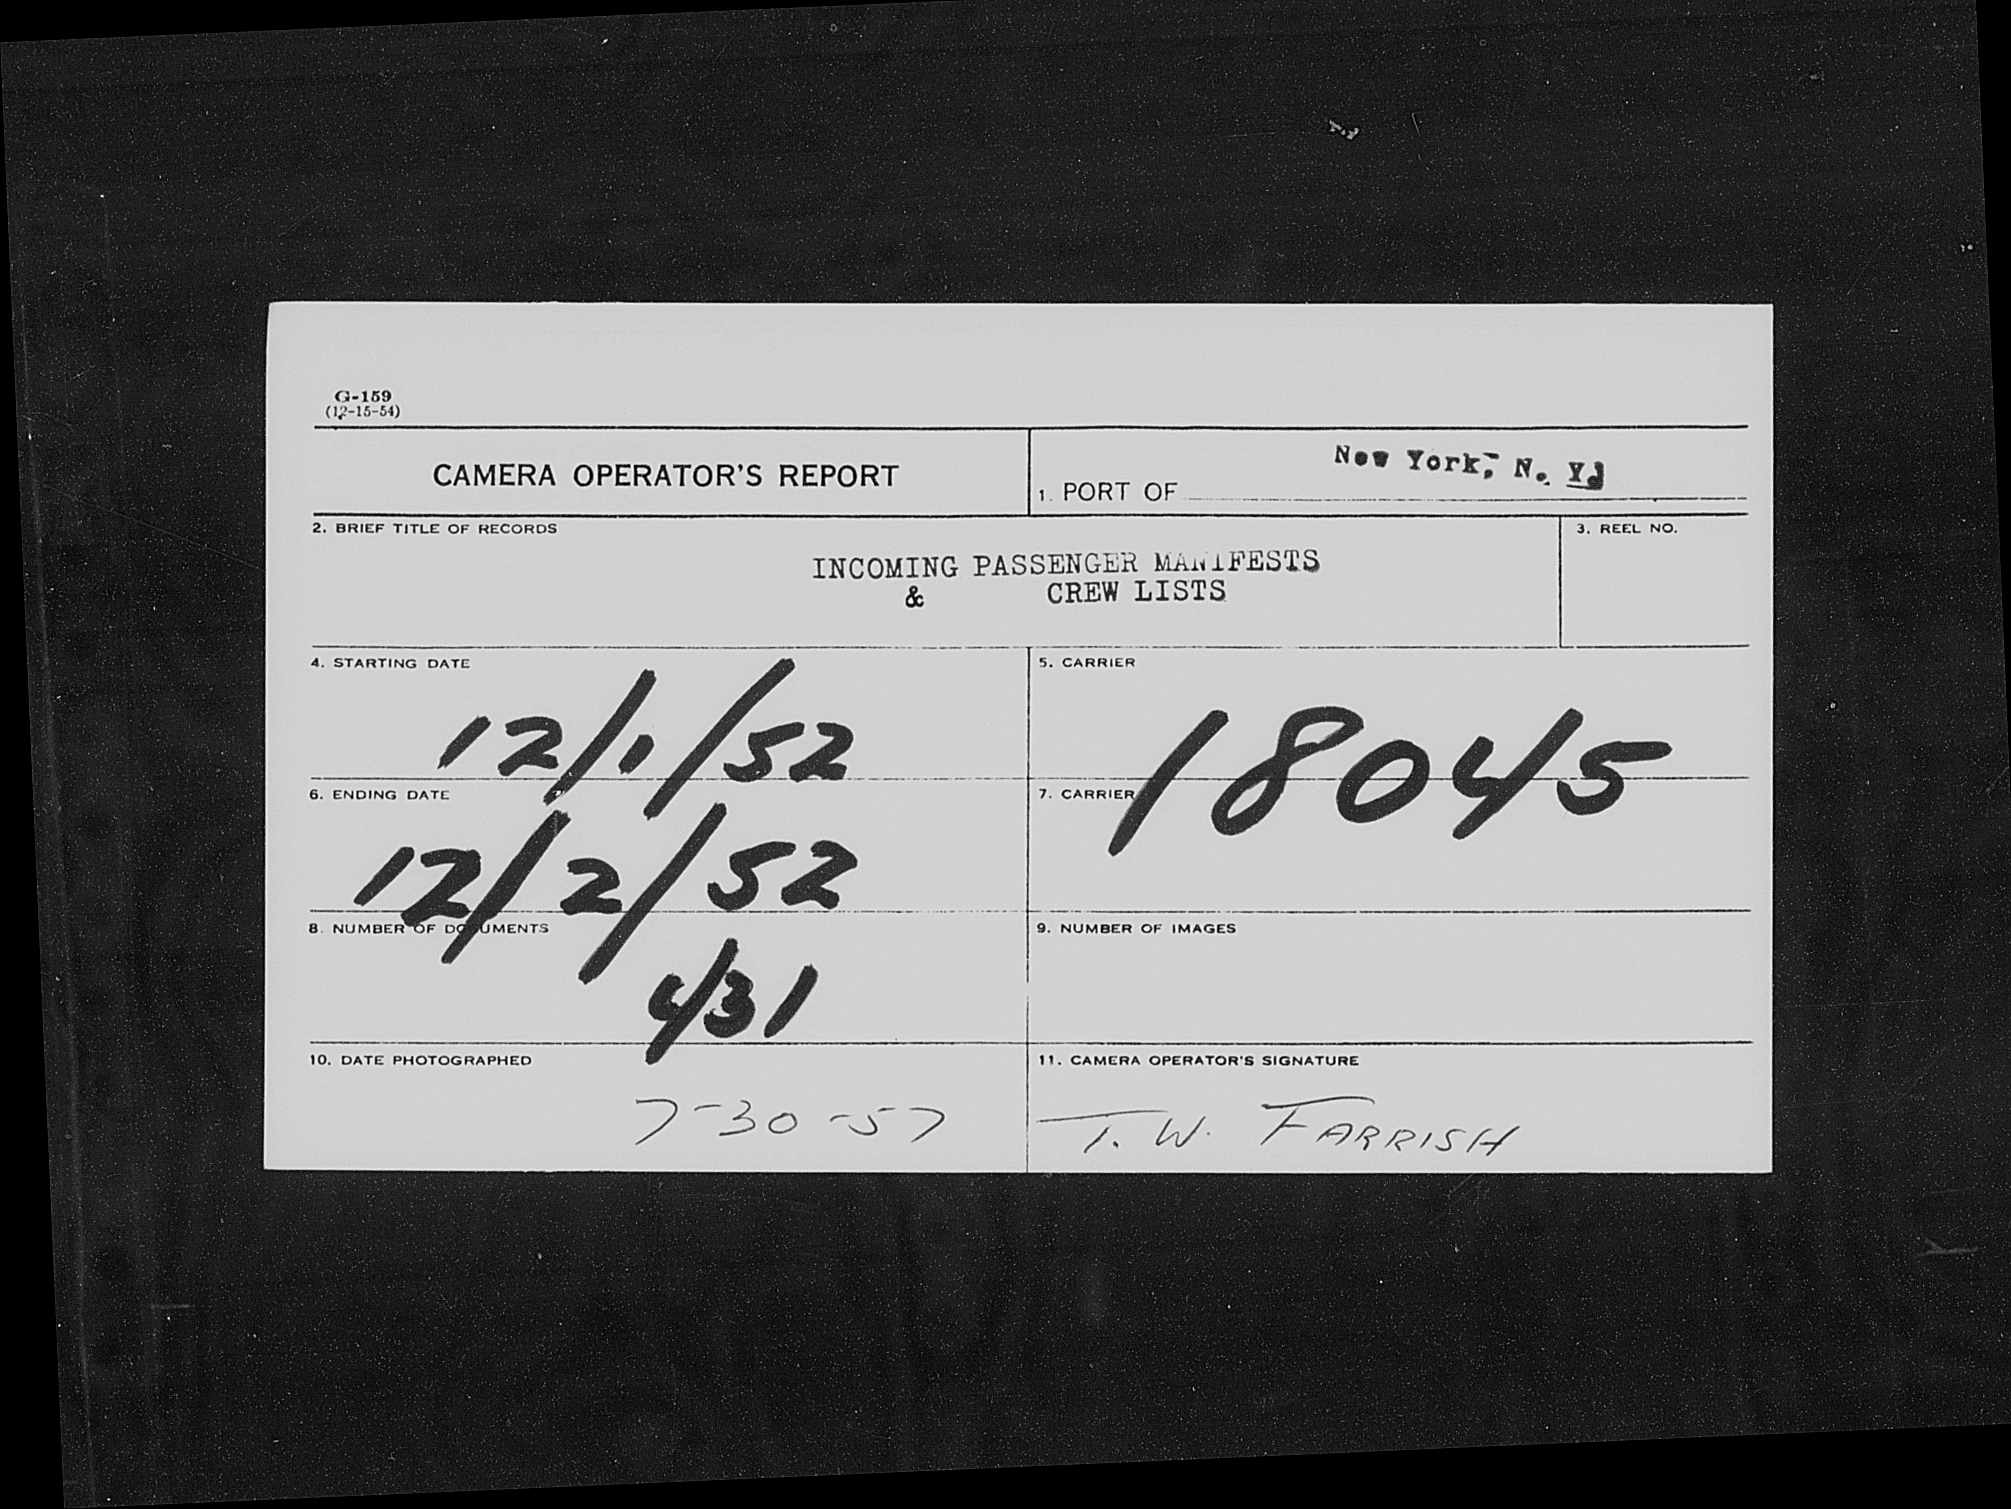 G-159
(12-15-54)
CAMERA OPERATOR'S REPORT
1. PORT OF New York, N. Y.
2. BRIEF TITLE OF RECORDS
INCOMING PASSENGER MANIFESTS
& CREW LISTS
3. REEL NO.
4. STARTING DATE
12/1/52
5. CARRIER
18045
6. ENDING DATE
12/2/52
7. CARRIER
8. NUMBER OF DOCUMENTS
431
9. NUMBER OF IMAGES
10. DATE PHOTOGRAPHED
7-30-57
11. CAMERA OPERATOR'S SIGNATURE
T. W. FARRISH